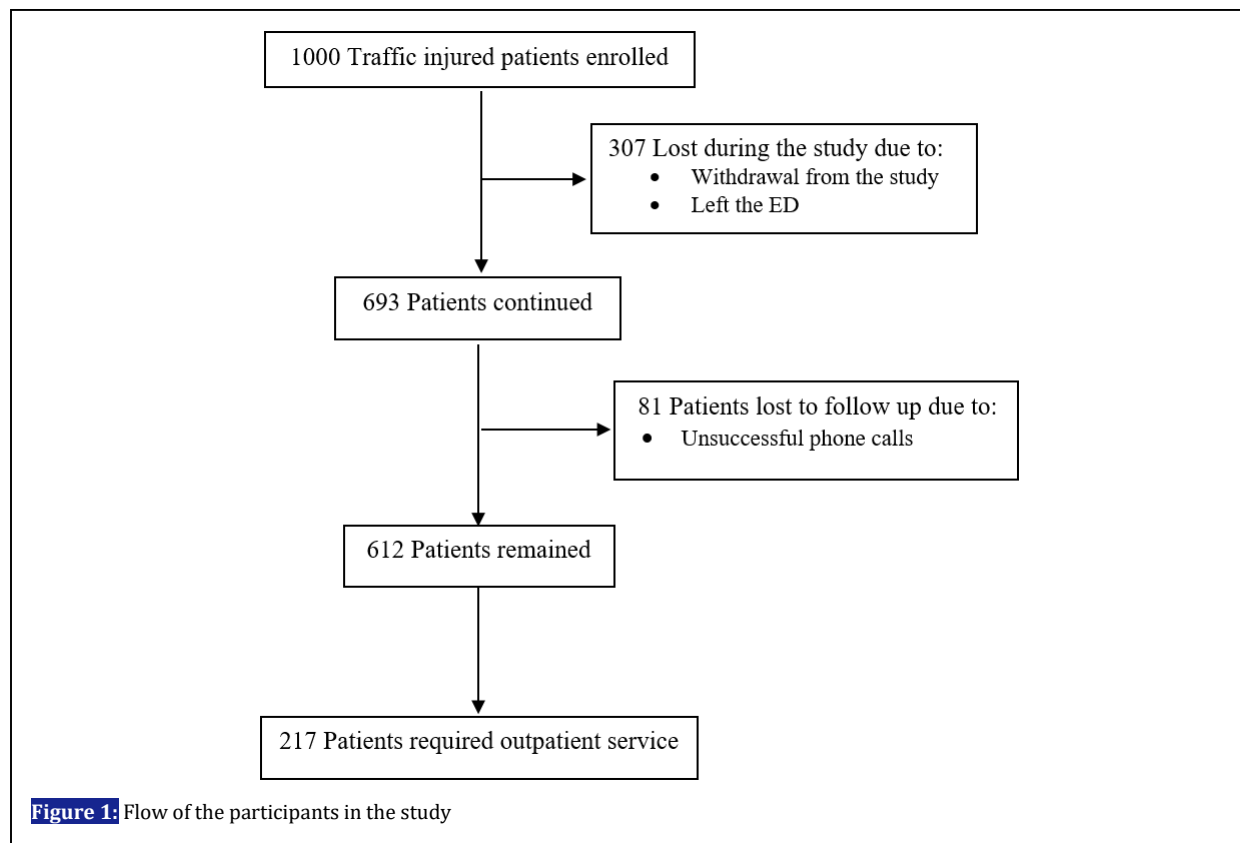 1000 Traffic injured patients enrolled
307 Lost during the study due to:
• Withdrawal from the study
• Left the ED
693 Patients continued
81 Patients lost to follow up due to:
• Unsuccessful phone calls
612 Patients remained
217 Patients required outpatient service
Figure 1: Flow of the participants in the study